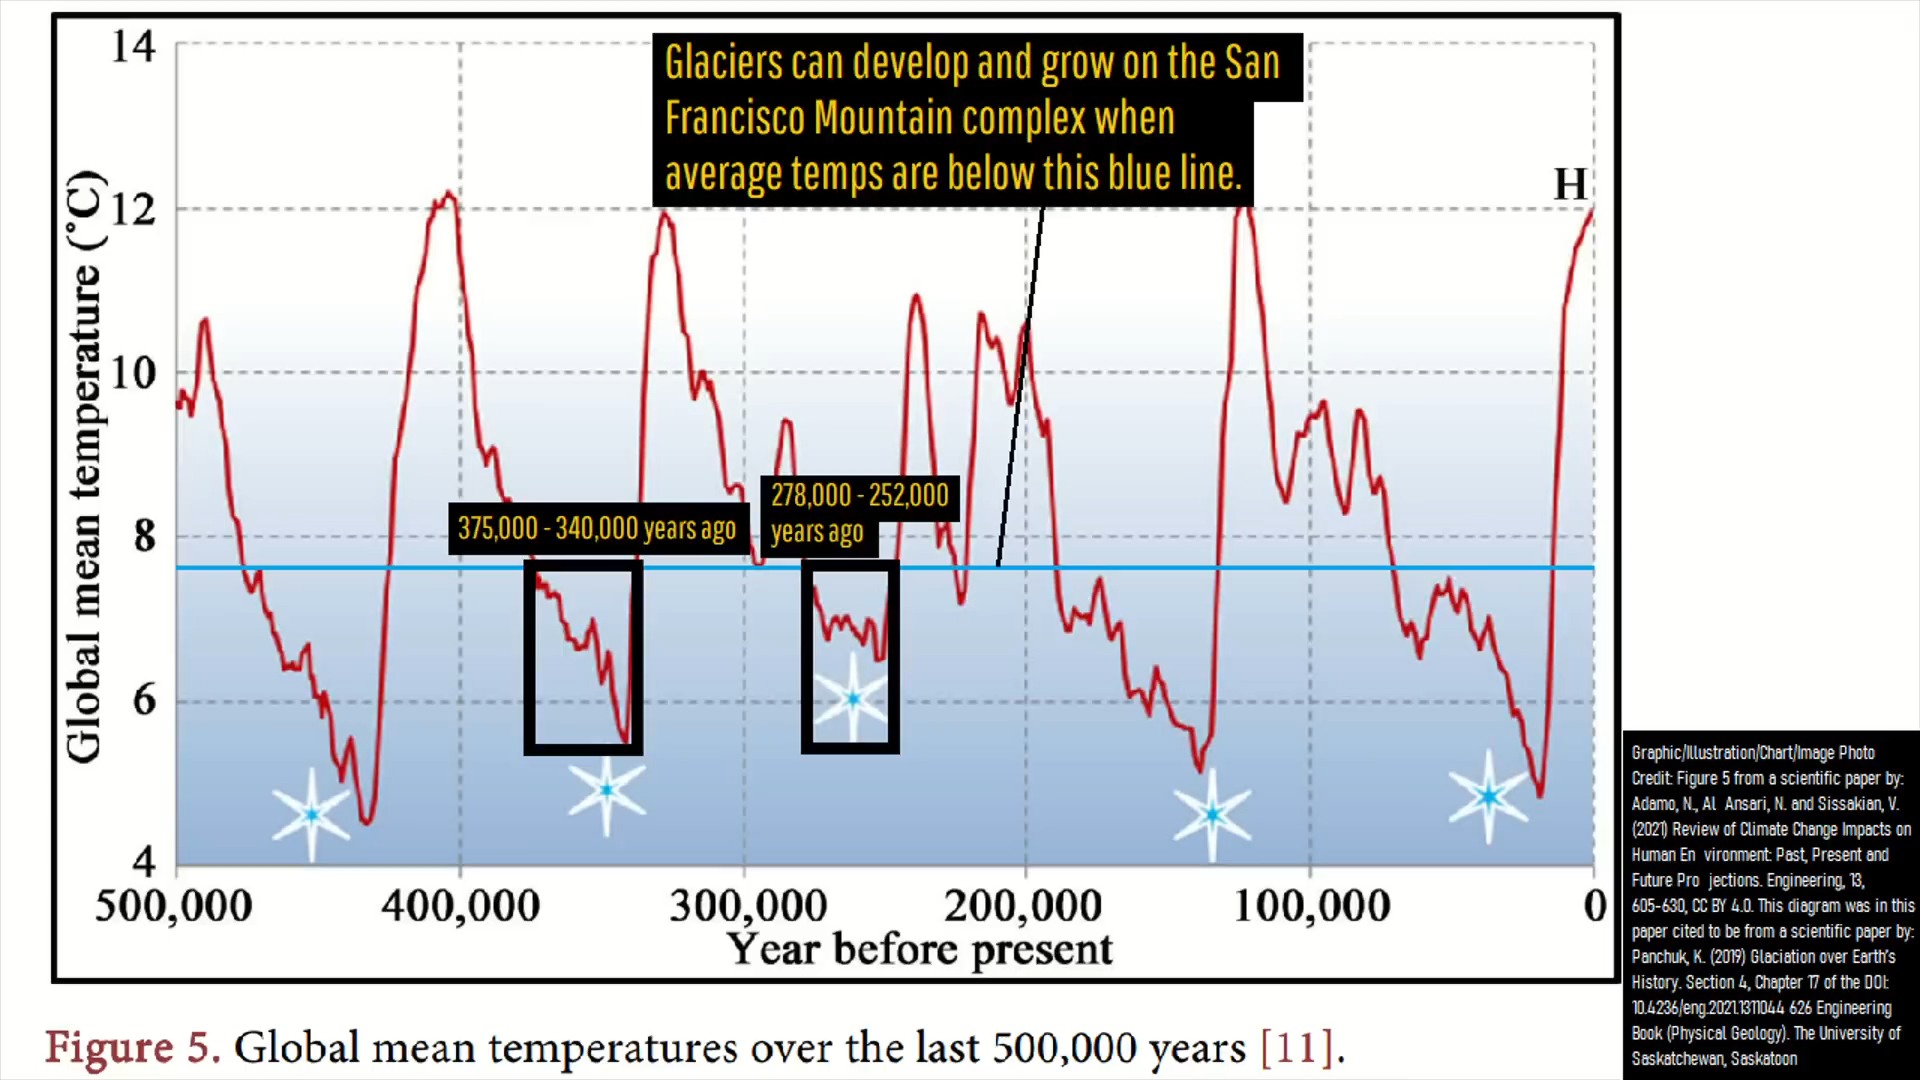 Glaciers can develop and grow on the San
Francisco Mountain complex when
average temps are below this blue line.
14
12
10
8
6
4
Global mean temperature (°C)
H
375,000 - 340,000 years ago
278,000 - 252,000
years ago
500,000
400,000
300,000
200,000
100,000
0
Year before present
Figure 5. Global mean temperatures over the last 500,000 years [11].
Graphic/Illustration/Chart/Image Photo
Credit: Figure 5 from a scientific paper by:
Adamo, N., Al  Ansari, N. and Sissakian, V.
(2021) Review of Climate Change Impacts on
Human En  vironment: Past, Present and
Future Pro  jections. Engineering, 13,
605-630, CC BY 4.0. This diagram was in this
paper cited to be from a scientific paper by:
Panchuk, K. (2019) Glaciation over Earth's
History. Section 4, Chapter 17 of the DOI:
10.4236/eng.2021.1311044 626 Engineering
Book (Physical Geology). The University of
Saskatchewan, Saskatoon